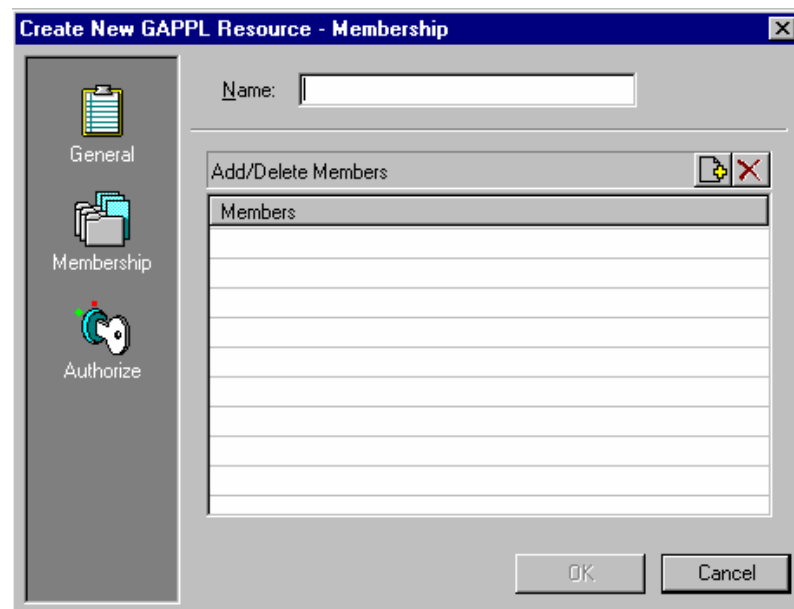 Create New GAPPL Resource - Membership
Name:
General
Add/Delete Members
Members
Membership
Authorize
OK
Cancel